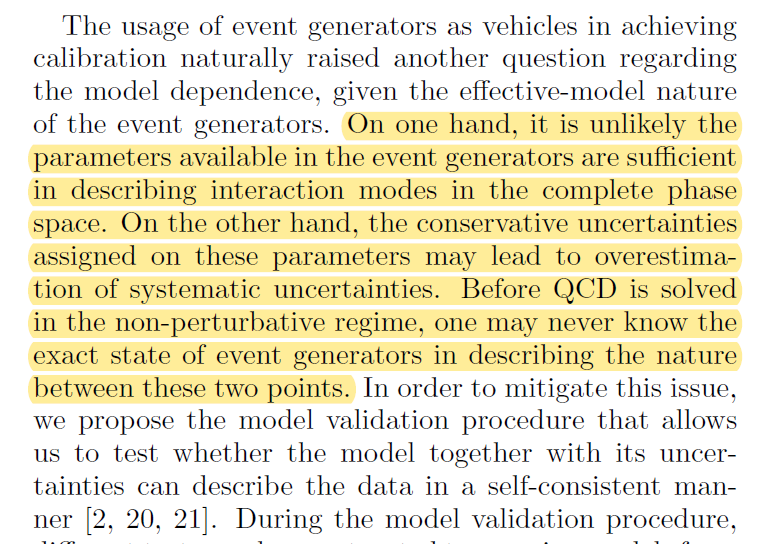 The usage of event generators as vehicles in achieving
calibration naturally raised another question regarding
the model dependence, given the effective-model nature
of the event generators. On one hand, it is unlikely the
parameters available in the event generators are sufficient
in describing interaction modes in the complete phase
space. On the other hand, the conservative uncertainties
assigned on these parameters may lead to overestima-
tion of systematic uncertainties. Before QCD is solved
in the non-perturbative regime, one may never know the
exact state of event generators in describing the nature
between these two points. In order to mitigate this issue,
we propose the model validation procedure that allows
us to test whether the model together with its uncer-
tainties can describe the data in a self-consistent man-
ner [2, 20, 21]. During the model validation procedure,